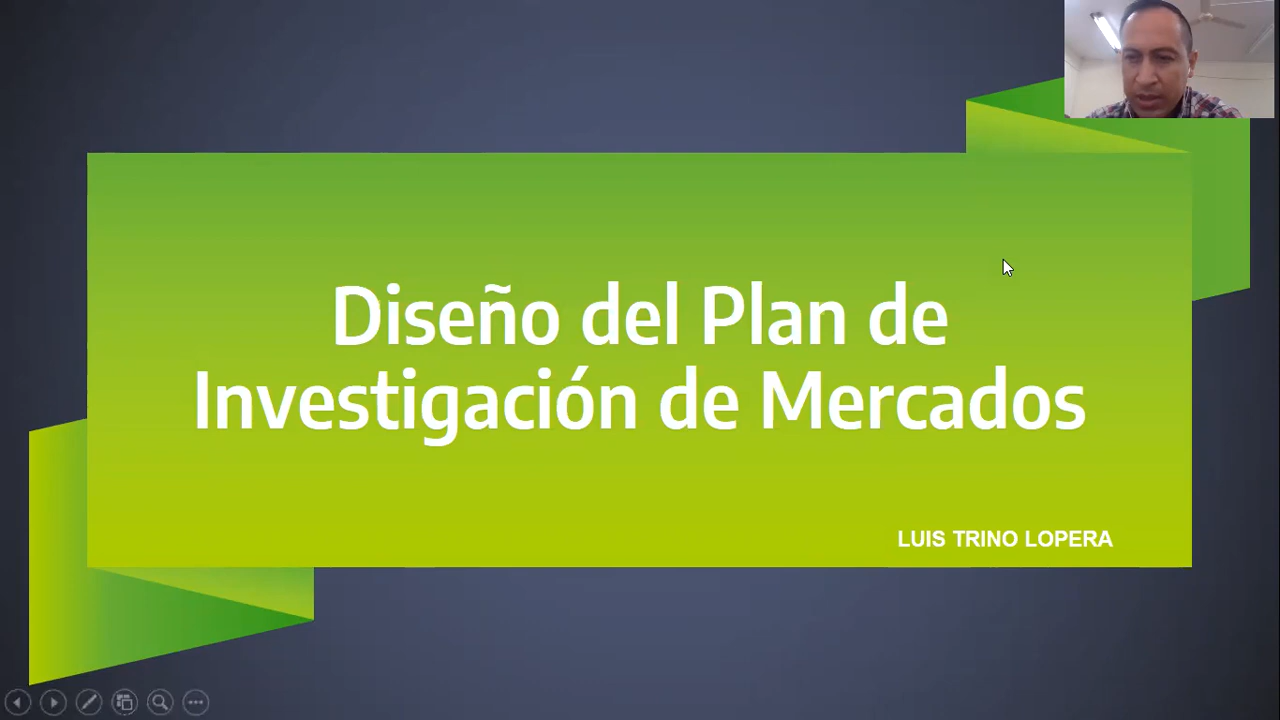 Diseño del Plan de
Investigación de Mercados
LUIS TRINO LOPERA